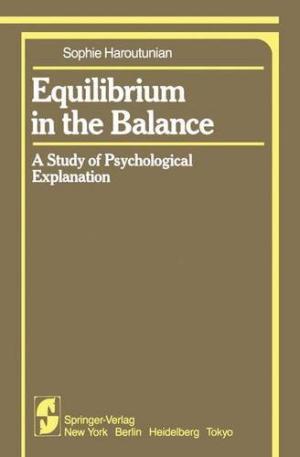 Sophie Haroutunian
Equilibrium
in the Balance
A Study of Psychological
Explanation
Springer-Verlag
New York Berlin Heidelberg Tokyo